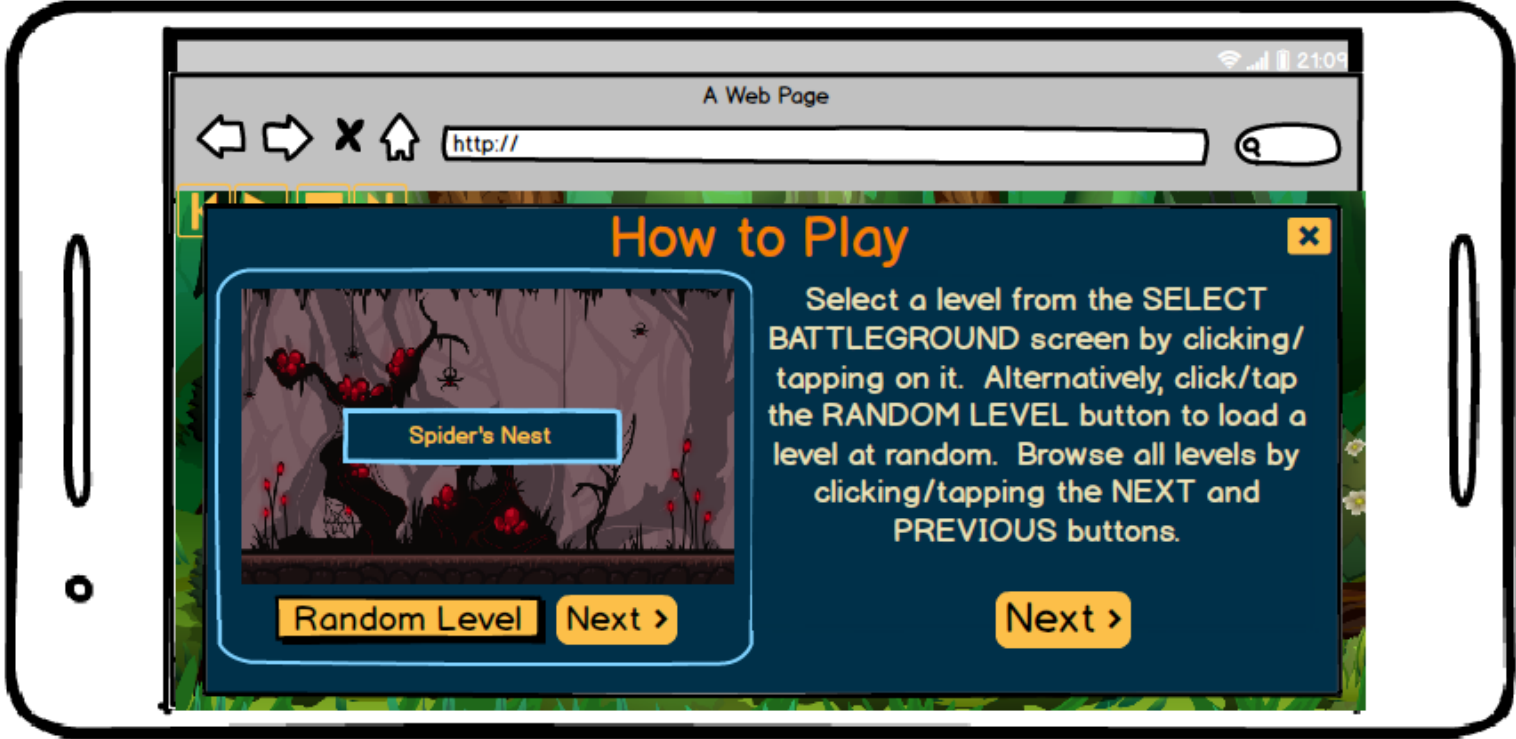 21:09
A Web Page
http://
How to Play
Select a level from the SELECT
BATTLEGROUND screen by clicking/
tapping on it. Alternatively, click/tap
the RANDOM LEVEL button to load a
level at random. Browse all levels by
clicking/tapping the NEXT and
PREVIOUS buttons.
Spider's Nest
Random Level
Next >
Next >